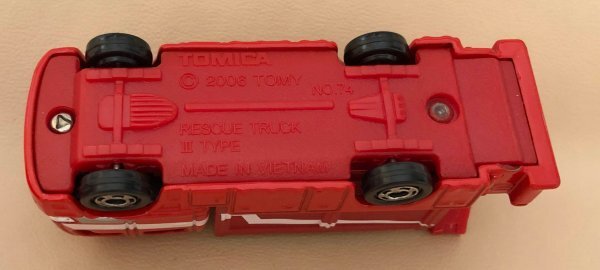 TOMICA
© 2006 TOMY
NO.74
RESCUE TRUCK
III TYPE
MADE IN VIETNAM